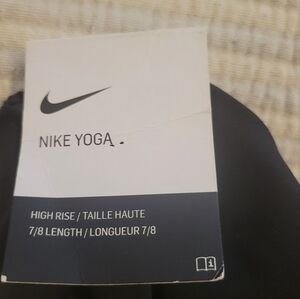 NIKE YOGA.
HIGH RISE / TAILLE HAUTE
7/8 LENGTH / LONGUEUR 7/8